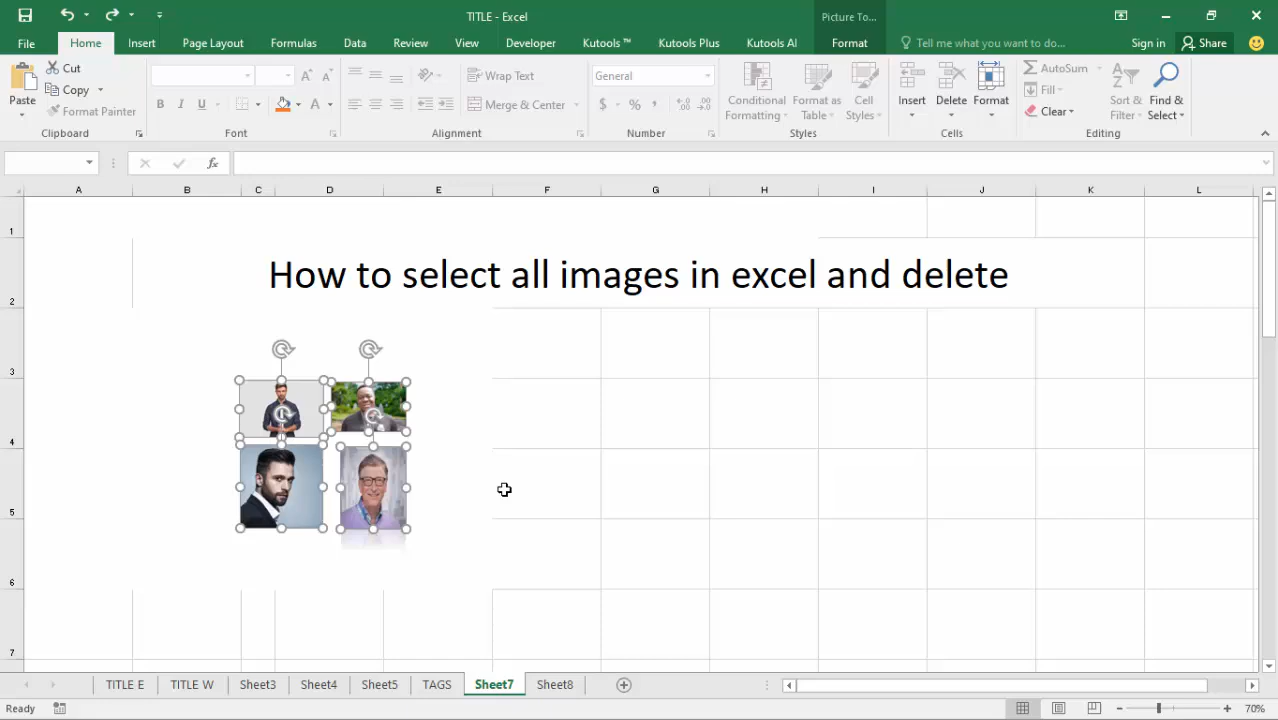 TITLE - Excel
Picture To...
File Home Insert Page Layout Formulas Data Review View Developer Kutools ™ Kutools Plus Kutools AI Format Tell me what you want to do... Sign in Share
Paste
Cut
Copy
Format Painter
Clipboard
B I U A
A A
Font
Wrap Text
Merge & Center
Alignment
General
$ % ,
Number
Conditional Formatting
Format as Table
Cell Styles
Styles
Insert
Delete
Format
Cells
AutoSum
Fill
Clear
Sort & Filter
Find & Select
Editing
fx
A B C D E F G H I J K L
1
2
3
4
5
6
7
How to select all images in excel and delete
TITLE E TITLE W Sheet3 Sheet4 Sheet5 TAGS Sheet7 Sheet8
Ready
70%